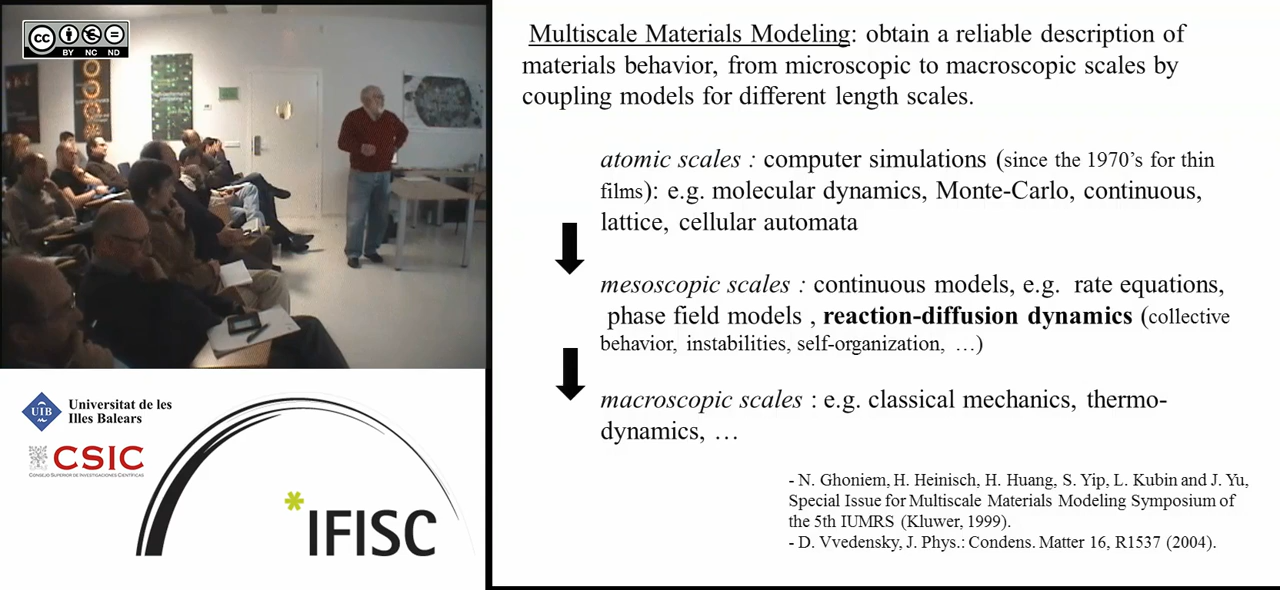 cc
BY NC ND
Multiscale Materials Modeling: obtain a reliable description of
materials behavior, from microscopic to macroscopic scales by
coupling models for different length scales.
atomic scales : computer simulations (since the 1970's for thin
films): e.g. molecular dynamics, Monte-Carlo, continuous,
lattice, cellular automata
mesoscopic scales : continuous models, e.g. rate equations,
phase field models , reaction-diffusion dynamics (collective
behavior, instabilities, self-organization, …)
macroscopic scales : e.g. classical mechanics, thermo-
dynamics, …
- N. Ghoniem, H. Heinisch, H. Huang, S. Yip, L. Kubin and J. Yu,
Special Issue for Multiscale Materials Modeling Symposium of
the 5th IUMRS (Kluwer, 1999).
- D. Vvedensky, J. Phys.: Condens. Matter 16, R1537 (2004).
UIB
Universitat de les
Illes Balears
CSIC
CONSEJO SUPERIOR DE INVESTIGACIONES CIENTÍFICAS
*IFISC